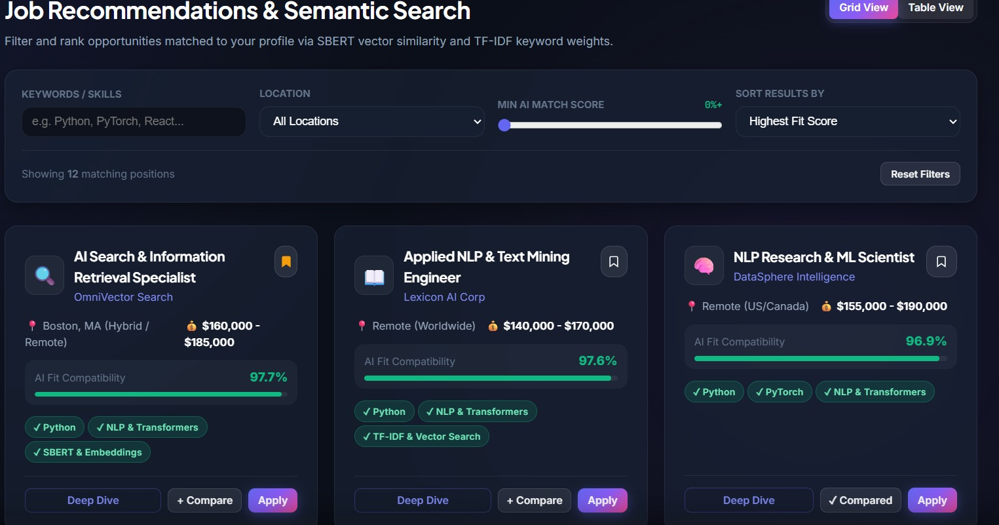 Job Recommendations & Semantic Search
Grid View
Table View
Filter and rank opportunities matched to your profile via SBERT vector similarity and TF-IDF keyword weights.
KEYWORDS / SKILLS
e.g. Python, PyTorch, React...
LOCATION
All Locations
MIN AI MATCH SCORE
0%+
SORT RESULTS BY
Highest Fit Score
Showing 12 matching positions
Reset Filters
AI Search & Information
Retrieval Specialist
OmniVector Search
Boston, MA (Hybrid /
Remote)
$160,000 -
$185,000
AI Fit Compatibility
97.7%
✓ Python
✓ NLP & Transformers
✓ SBERT & Embeddings
Deep Dive
+ Compare
Apply
Applied NLP & Text Mining
Engineer
Lexicon AI Corp
Remote (Worldwide)
$140,000 - $170,000
AI Fit Compatibility
97.6%
✓ Python
✓ NLP & Transformers
✓ TF-IDF & Vector Search
Deep Dive
+ Compare
Apply
NLP Research & ML Scientist
DataSphere Intelligence
Remote (US/Canada)
$155,000 - $190,000
AI Fit Compatibility
96.9%
✓ Python
✓ PyTorch
✓ NLP & Transformers
Deep Dive
✓ Compared
Apply